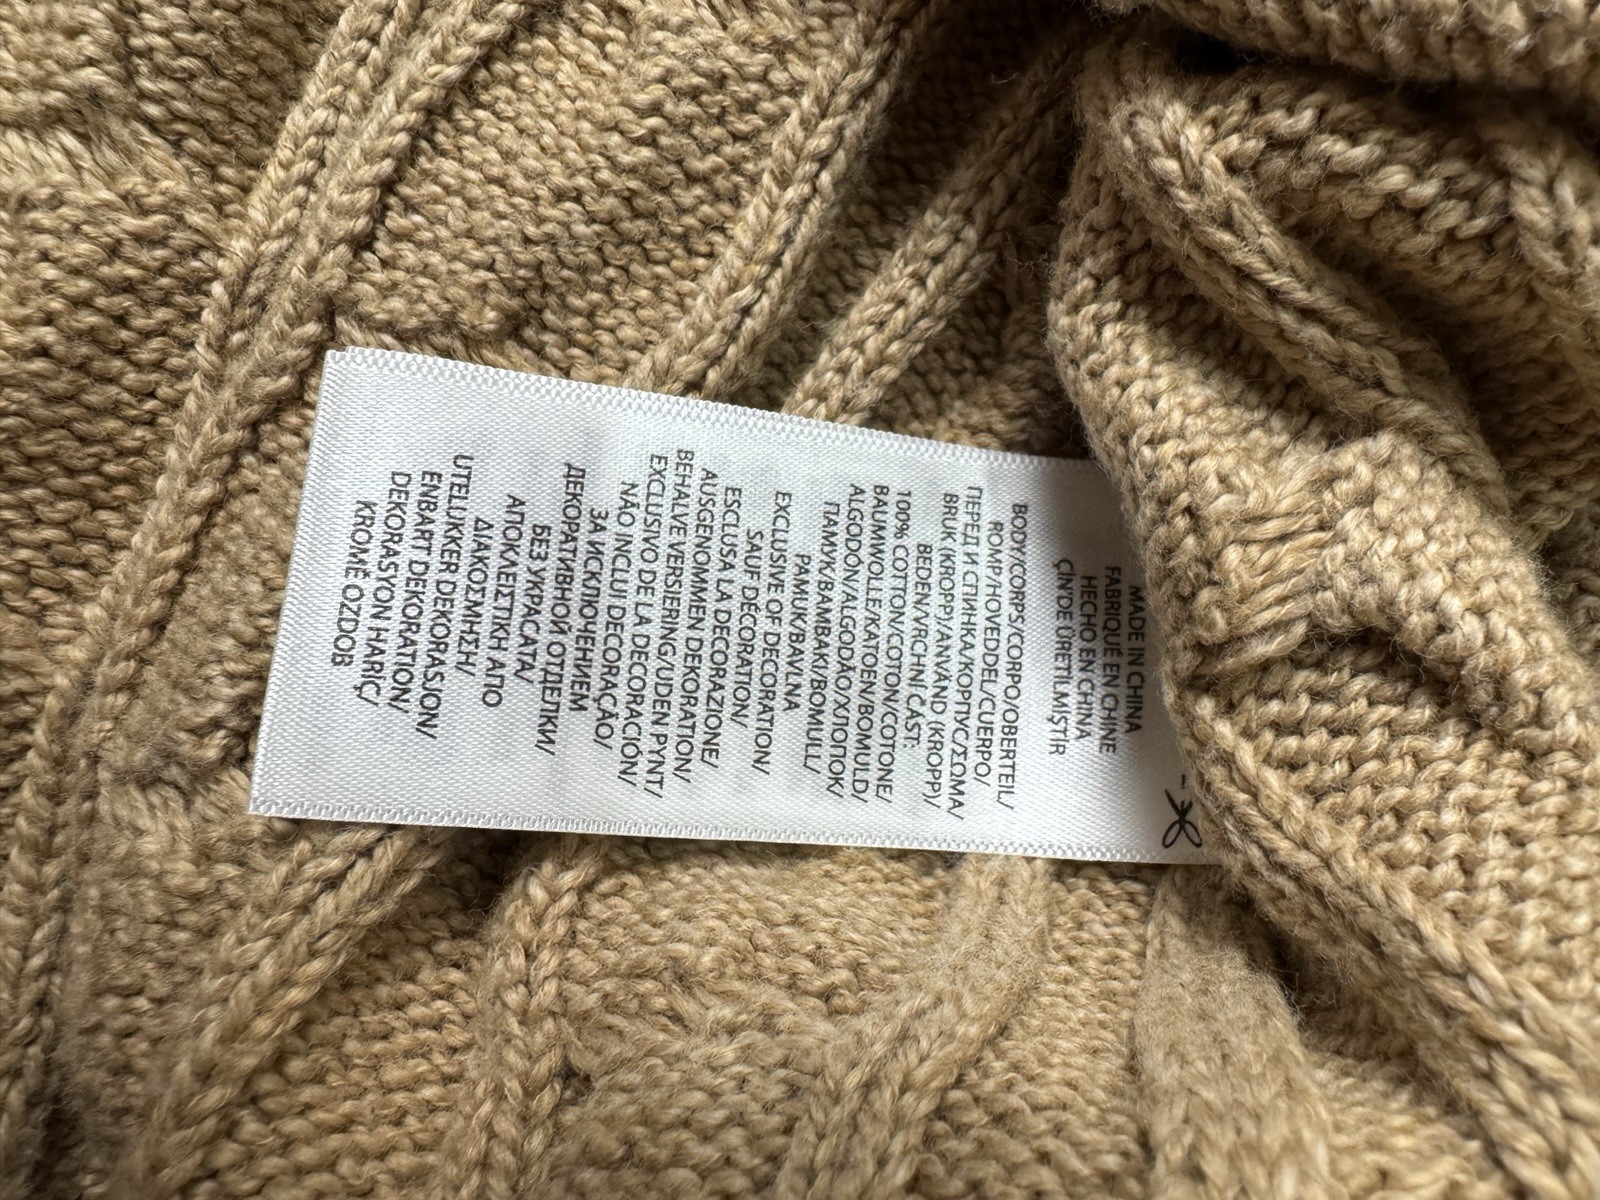 MADE IN CHINA
FABRIQUÉ EN CHINE
HECHO EN CHINA
ÇİN'DE ÜRETİLMİŞTİR
BODY/CORPS/CORPO/OBERTEIL/
ROMP/HOVEDDEL/CUERPO/
ПЕРЕД И СПИНКА/КОРПУС/ΣΩΜΑ/
BRUK (KROPP)/ANVÄND (KROPP)/
BEDEN/VRCHNÍ ČAST:
100% COTTON/COTON/COTONE/
BAUMWOLLE/KATOEN/BOMULD/
ALGODÓN/ALGODÃO/ХЛОПОК/
ΠΑΜΥΚ/ΒΑΜΒΑΚΙ/BOMULL/
PAMUK/BAVLNA
EXCLUSIVE OF DECORATION
SAUF DÉCORATION/
ESCLUSA LA DECORAZIONE/
AUSGENOMMEN DEKORATION/
BEHALVE VERSIERING/UDEN PYNT/
EXCLUSIVO DE LA DECORACIÓN/
NÃO INCLUI DECORAÇÃO/
ЗА ИСКЛЮЧЕНИЕМ
ДЕКОРАТИВНОЙ ОТДЕЛКИ/
БЕЗ УКРАСАТА/
ΑΠΟΚΛΕΙΣΤΙΚΗ ΑΠΟ
ΔΙΑΚΟΣΜΗΣΗ/
UTELUKKER DEKORASJON/
ENBART DEKORATION/
DEKORASYON HARİÇ/
KROMĚ OZDOB